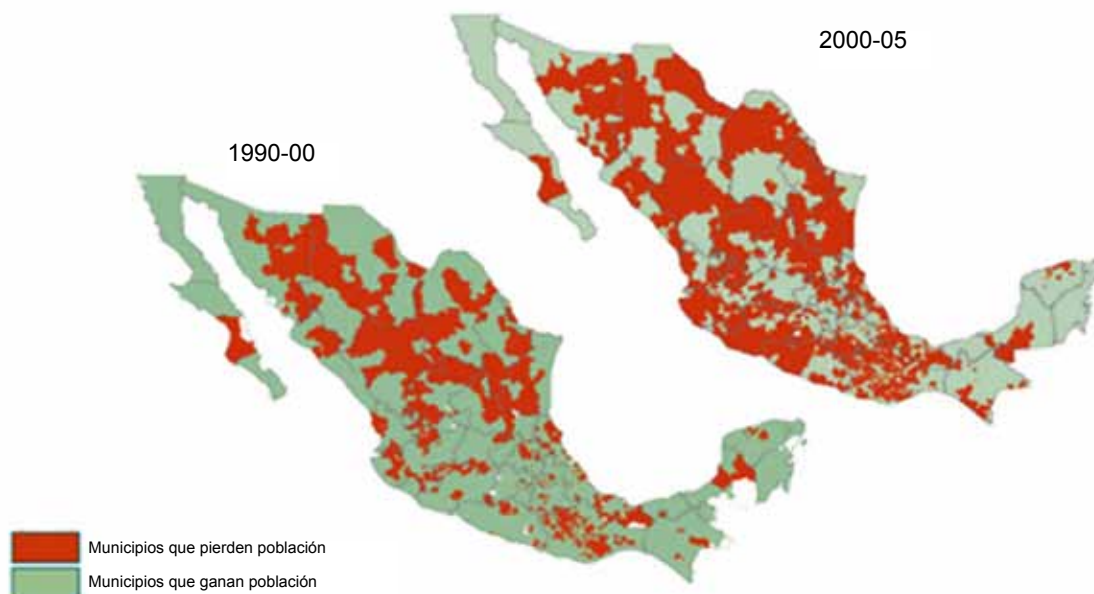 2000-05
1990-00
Municipios que pierden población
Municipios que ganan población